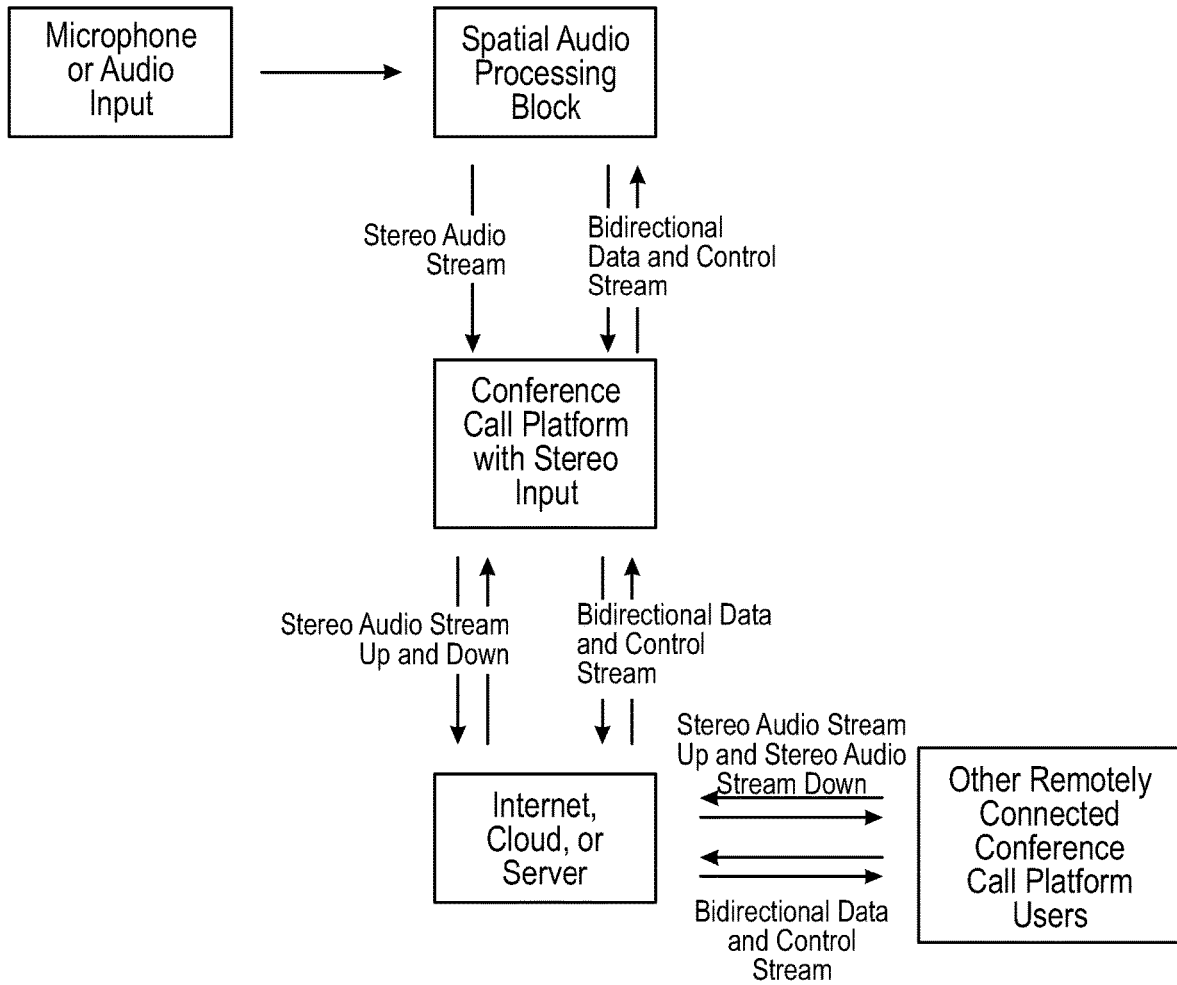 Microphone
or Audio
Input
Spatial Audio
Processing
Block
Stereo Audio
Stream
Bidirectional
Data and Control
Stream
Conference
Call Platform
with Stereo
Input
Stereo Audio Stream
Up and Down
Bidirectional Data
and Control
Stream
Internet,
Cloud, or
Server
Stereo Audio Stream
Up and Stereo Audio
Stream Down
Bidirectional Data
and Control
Stream
Other Remotely
Connected
Conference
Call Platform
Users